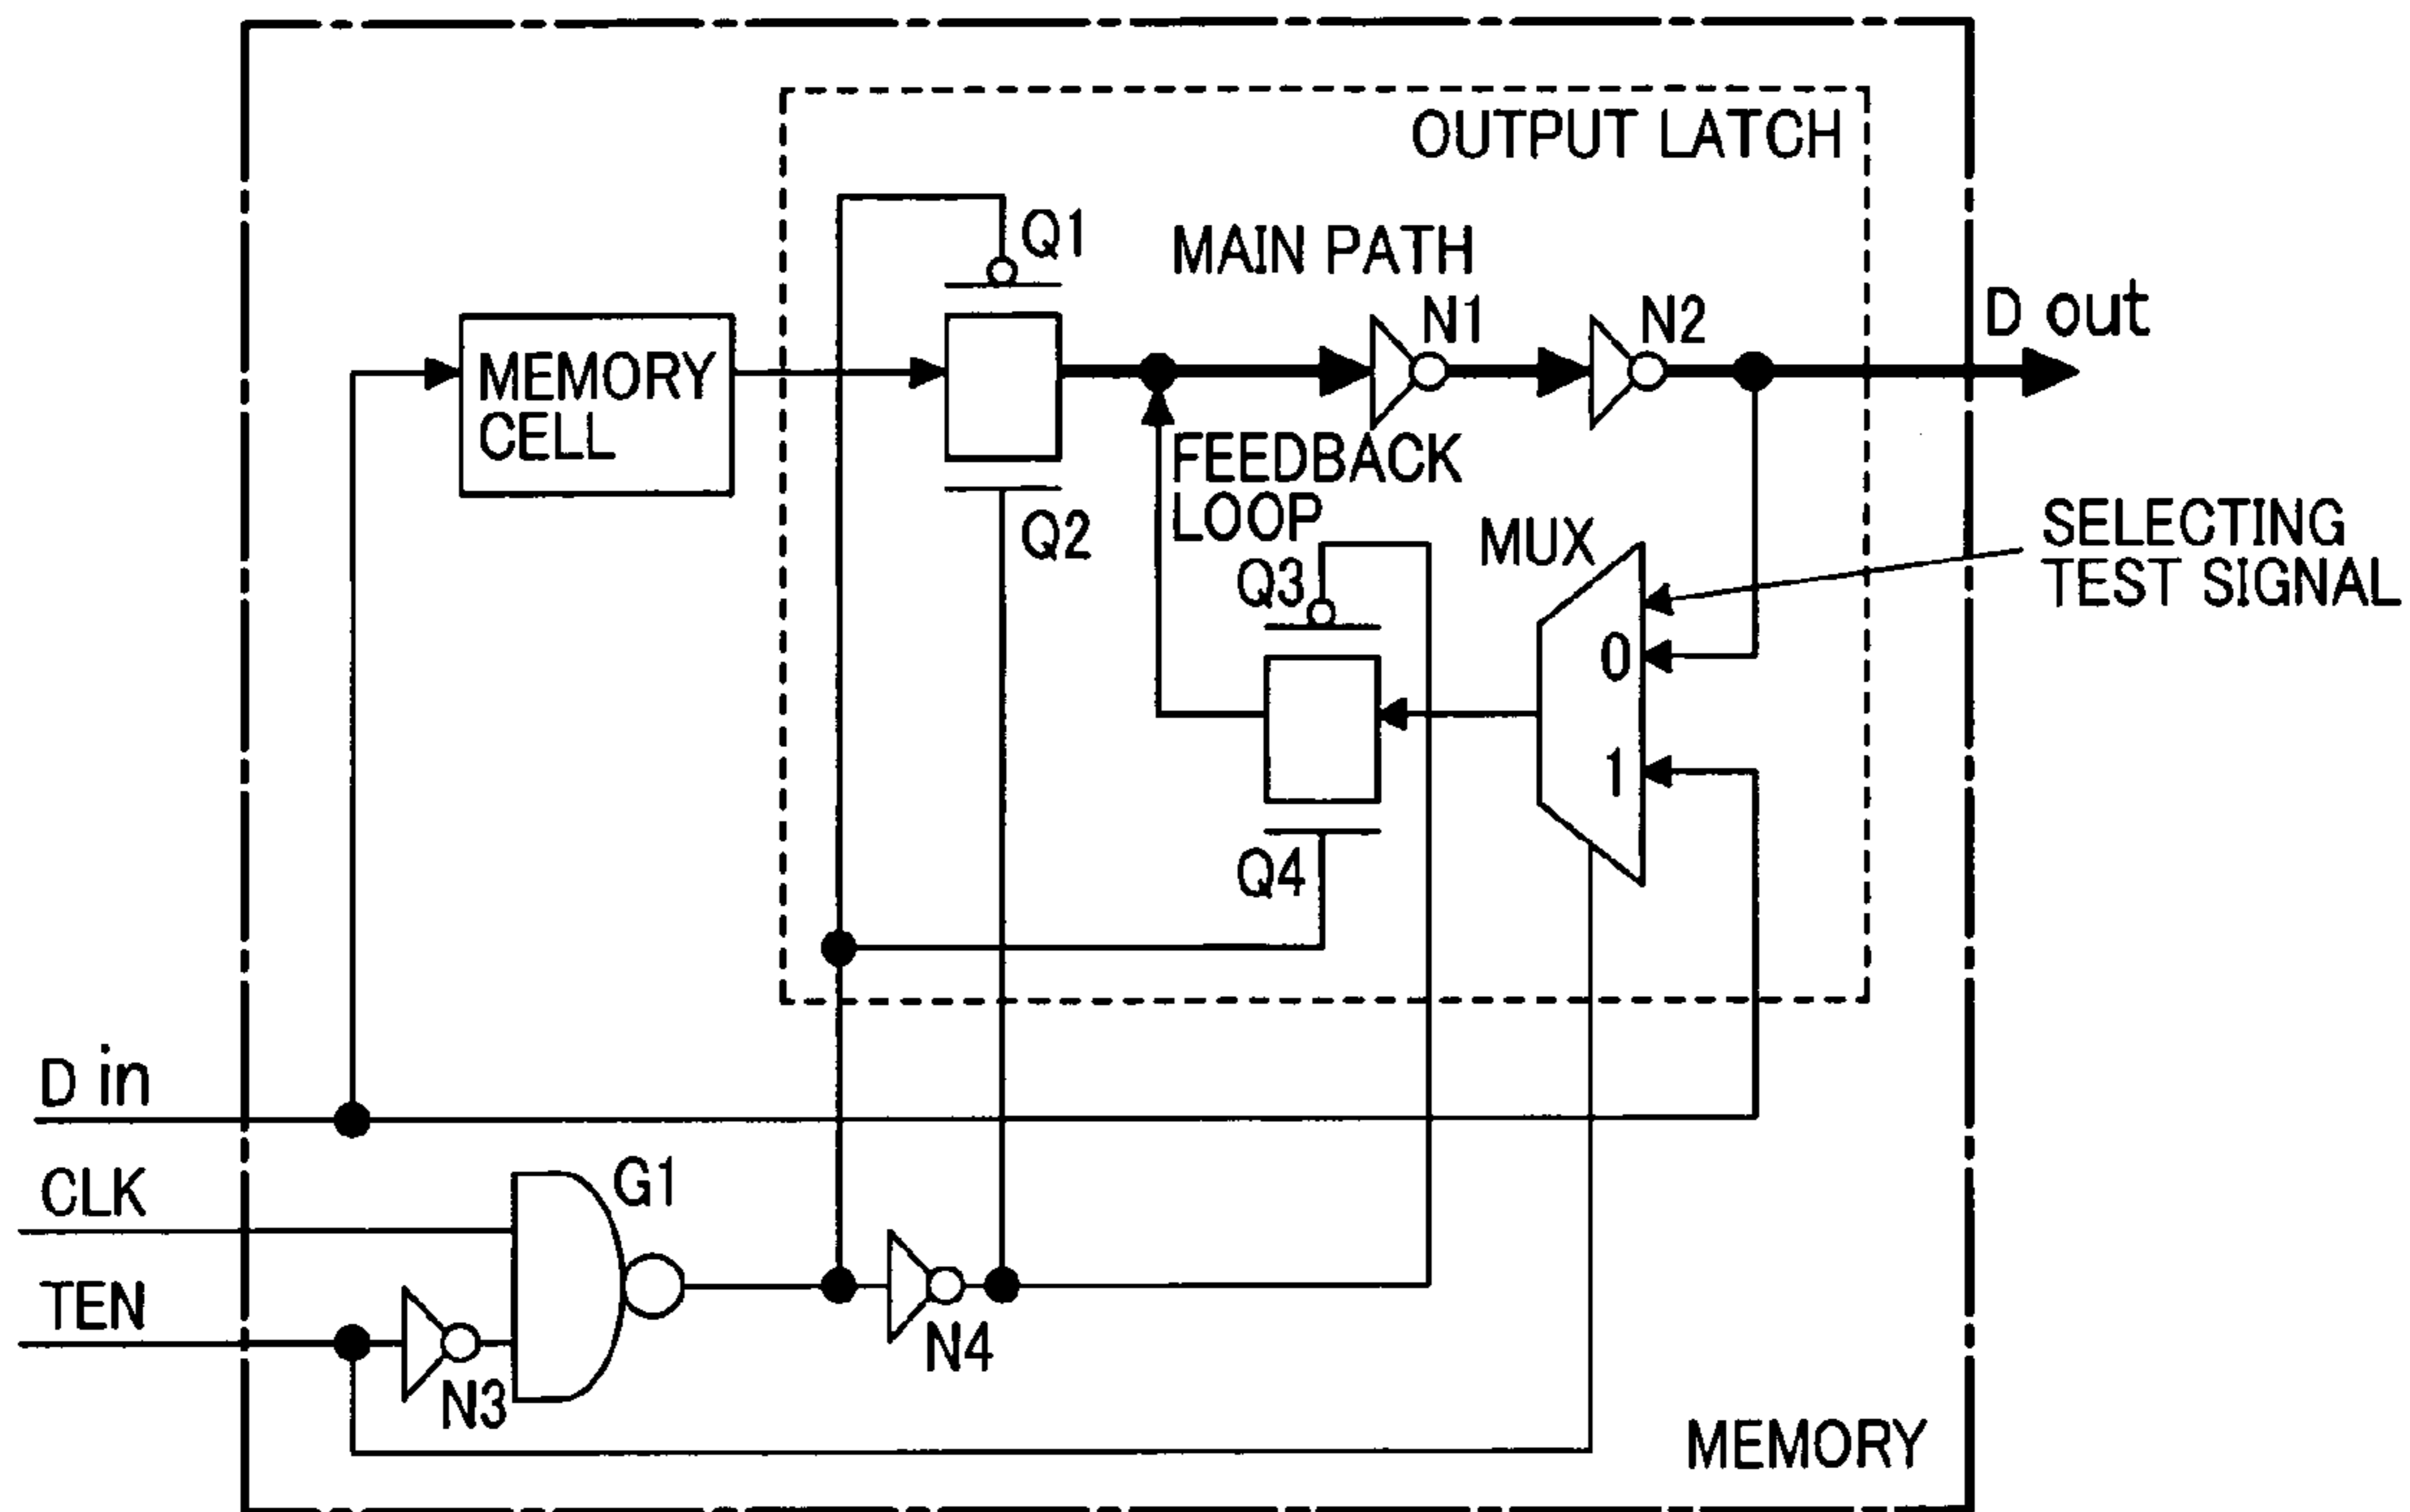 OUTPUT LATCH
Q1
MAIN PATH
N1
N2
D out
MEMORY
CELL
FEEDBACK
LOOP
Q2
MUX
SELECTING
TEST SIGNAL
Q3
0
1
Q4
D in
CLK
G1
TEN
N3
N4
MEMORY